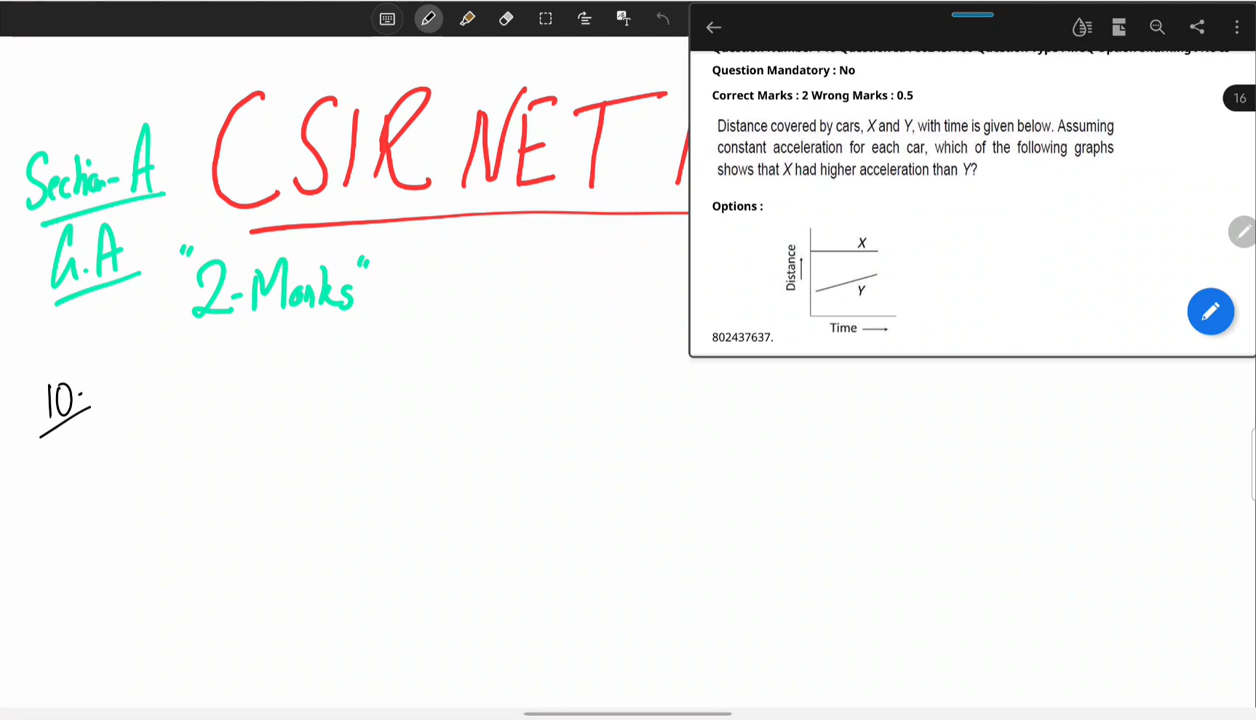 16
Question Mandatory : No
Correct Marks : 2 Wrong Marks : 0.5
Distance covered by cars, X and Y, with time is given below. Assuming
constant acceleration for each car, which of the following graphs
shows that X had higher acceleration than Y?
Options :
X
Distance
Y
Time
802437637.
CSIR NET
Section-A
G.A
"2-Marks"
10.